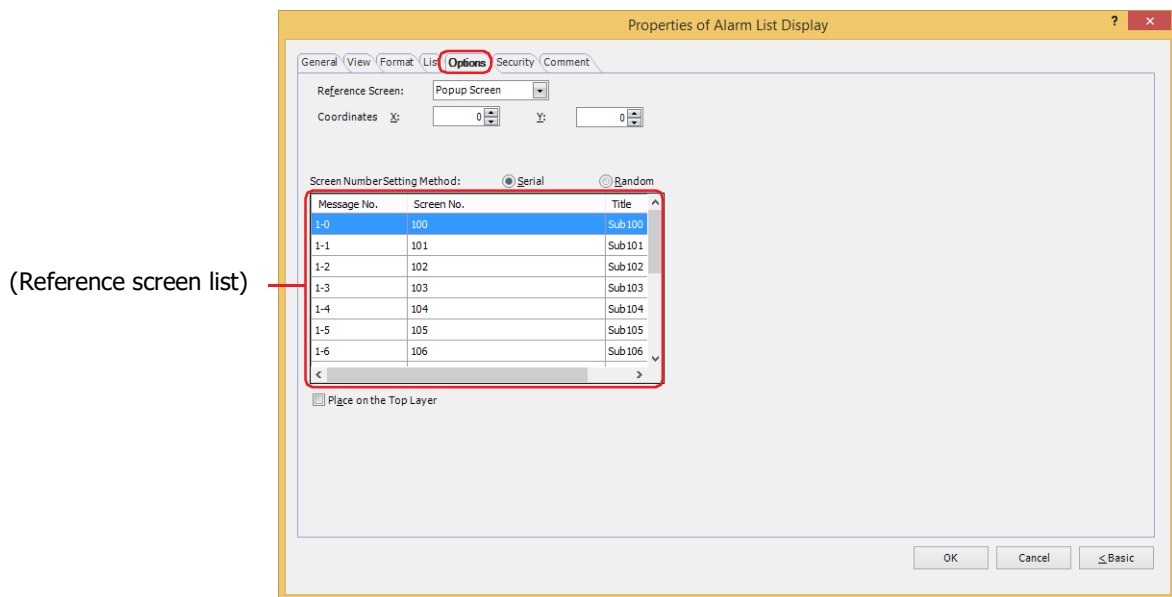 Properties of Alarm List Display ? ×
General View Format List Options Security Comment
Reference Screen: Popup Screen
Coordinates X: 0 Y: 0
Screen Number Setting Method: Serial Random
Message No. Screen No. Title
1-0 100 Sub100
1-1 101 Sub101
1-2 102 Sub102
(Reference screen list) 1-3 103 Sub103
1-4 104 Sub104
1-5 105 Sub105
1-6 106 Sub106
Place on the Top Layer
OK Cancel < Basic